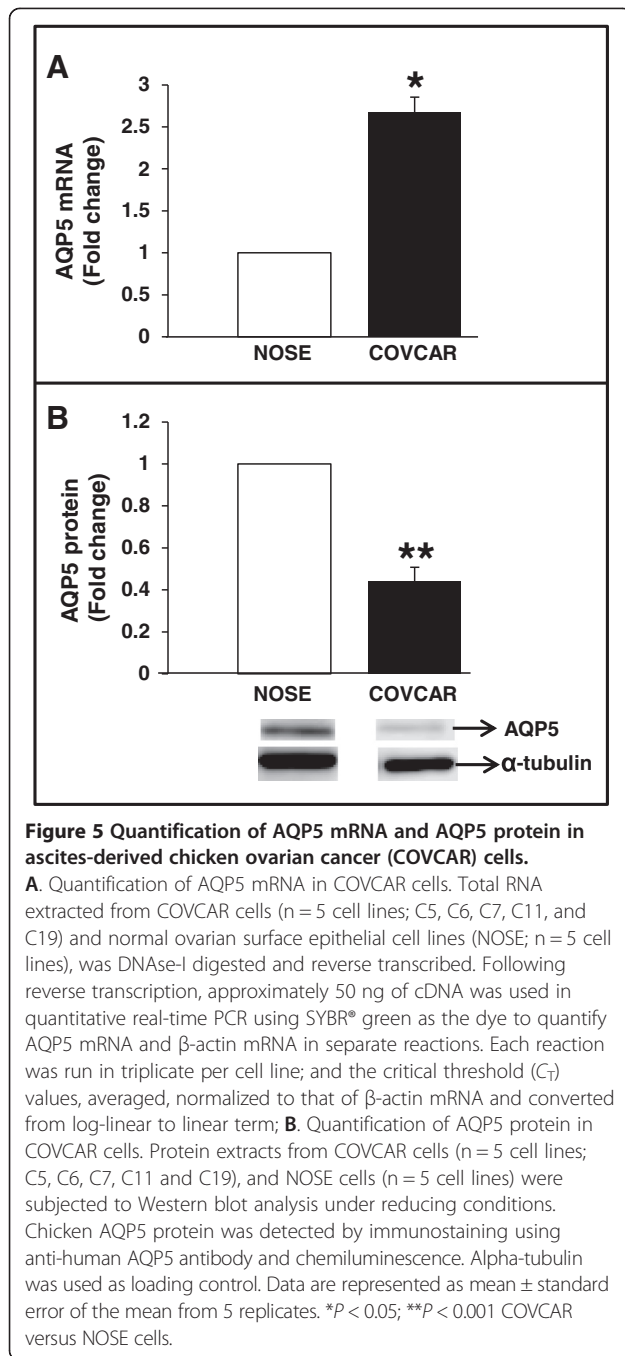 A
3
*
2.5
2
1.5
1
0.5
0
AQP5 mRNA
(Fold change)
NOSE COVCAR
B
1.2
1
0.8
0.6
**
0.4
0.2
0
AQP5 protein
(Fold change)
NOSE COVCAR
AQP5
α-tubulin
Figure 5 Quantification of AQP5 mRNA and AQP5 protein in
ascites-derived chicken ovarian cancer (COVCAR) cells.
A. Quantification of AQP5 mRNA in COVCAR cells. Total RNA
extracted from COVCAR cells (n = 5 cell lines; C5, C6, C7, C11, and
C19) and normal ovarian surface epithelial cell lines (NOSE; n = 5 cell
lines), was DNAse-I digested and reverse transcribed. Following
reverse transcription, approximately 50 ng of cDNA was used in
quantitative real-time PCR using SYBR® green as the dye to quantify
AQP5 mRNA and β-actin mRNA in separate reactions. Each reaction
was run in triplicate per cell line; and the critical threshold (CT)
values, averaged, normalized to that of β-actin mRNA and converted
from log-linear to linear term; B. Quantification of AQP5 protein in
COVCAR cells. Protein extracts from COVCAR cells (n = 5 cell lines;
C5, C6, C7, C11 and C19), and NOSE cells (n = 5 cell lines) were
subjected to Western blot analysis under reducing conditions.
Chicken AQP5 protein was detected by immunostaining using
anti-human AQP5 antibody and chemiluminescence. Alpha-tubulin
was used as loading control. Data are represented as mean ± standard
error of the mean from 5 replicates. *P < 0.05; **P < 0.001 COVCAR
versus NOSE cells.